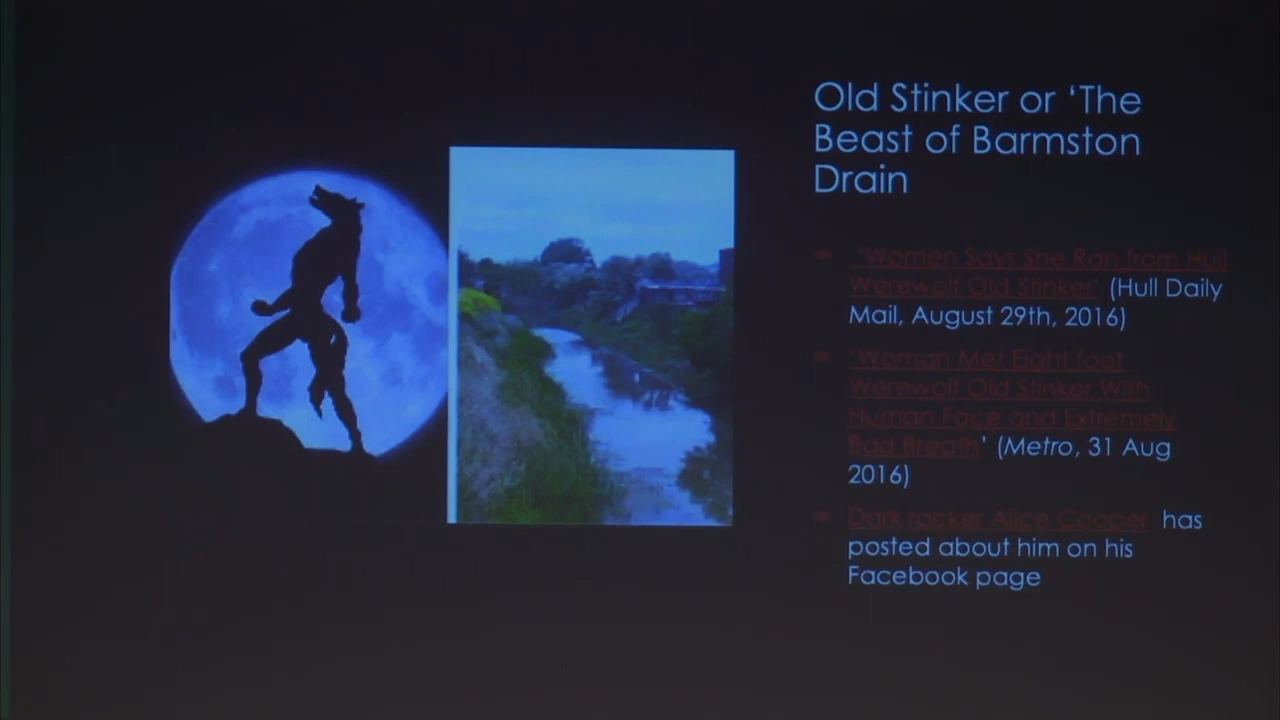 Old Stinker or ‘The
Beast of Barmston
Drain
‘Women Says She Ran from Hull
Werewolf Old Stinker’ (Hull Daily
Mail, August 29th, 2016)
‘Woman Met Eight foot
Werewolf Old Stinker With
Human Face and Extremely
Bad Breath’ (Metro, 31 Aug
2016)
Dark rocker Alice Cooper has
posted about him on his
Facebook page